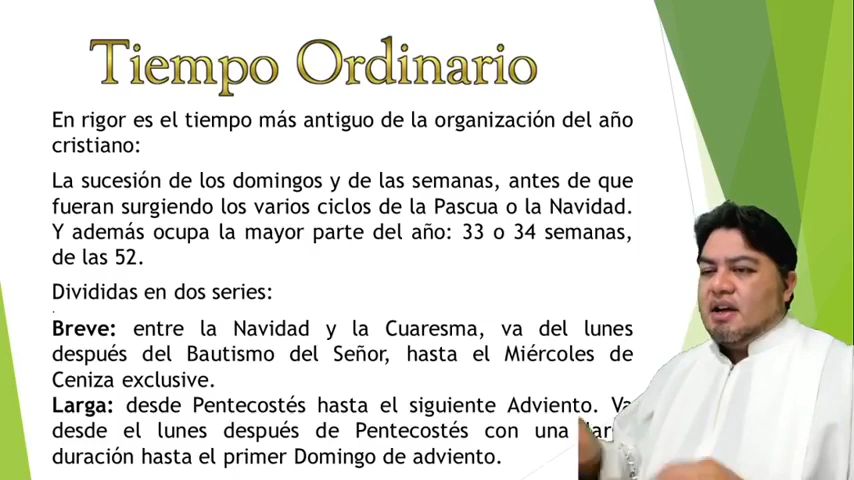 Tiempo Ordinario
En rigor es el tiempo más antiguo de la organización del año
cristiano:
La sucesión de los domingos y de las semanas, antes de que
fueran surgiendo los varios ciclos de la Pascua o la Navidad.
Y además ocupa la mayor parte del año: 33 o 34 semanas,
de las 52.
Divididas en dos series:
Breve: entre la Navidad y la Cuaresma, va del lunes
después del Bautismo del Señor, hasta el Miércoles de
Ceniza exclusive.
Larga: desde Pentecostés hasta el siguiente Adviento. Va
desde el lunes después de Pentecostés con una
duración hasta el primer Domingo de adviento.